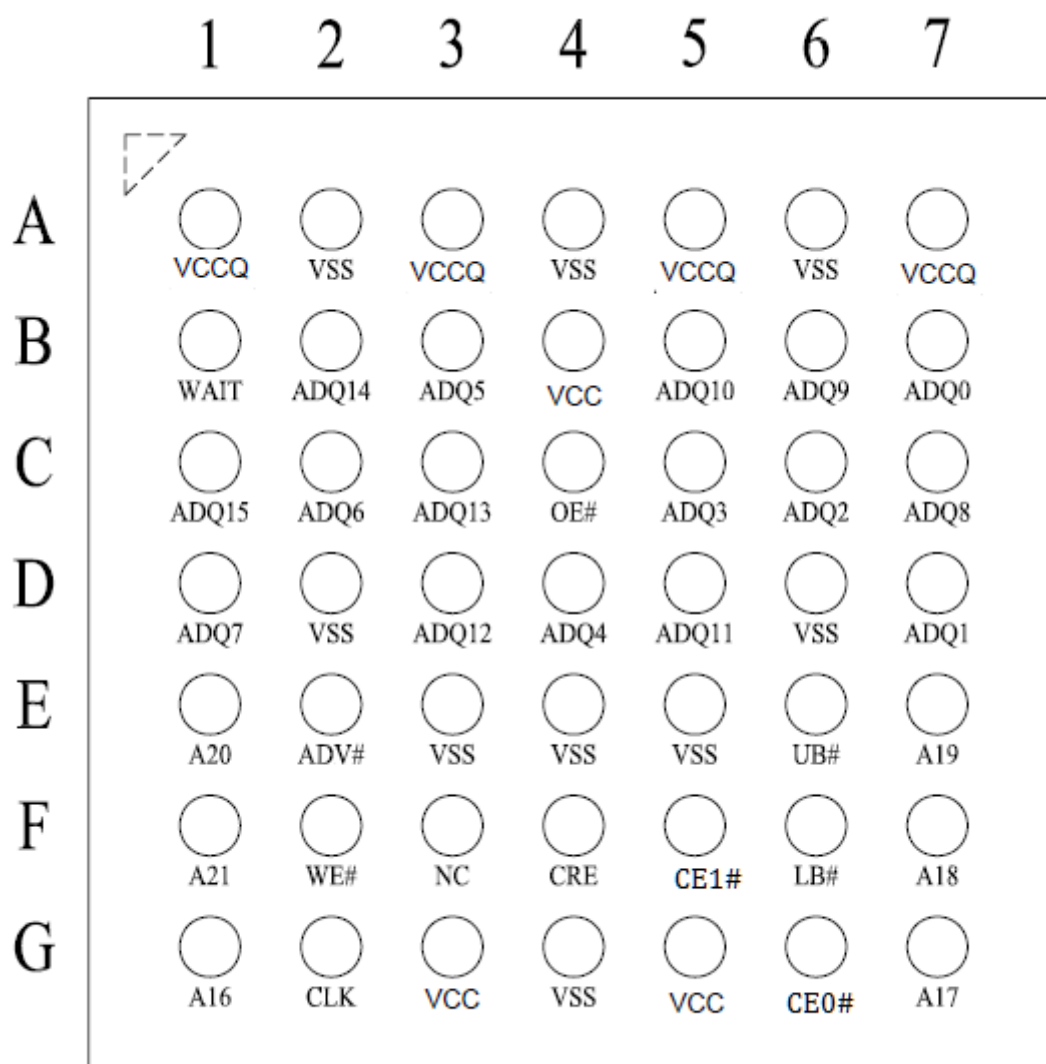 1 2 3 4 5 6 7
A
VCCQ VSS VCCQ VSS VCCQ VSS VCCQ
B
WAIT ADQ14 ADQ5 VCC ADQ10 ADQ9 ADQ0
C
ADQ15 ADQ6 ADQ13 OE# ADQ3 ADQ2 ADQ8
D
ADQ7 VSS ADQ12 ADQ4 ADQ11 VSS ADQ1
E
A20 ADV# VSS VSS VSS UB# A19
F
A21 WE# NC CRE CE1# LB# A18
G
A16 CLK VCC VSS VCC CE0# A17